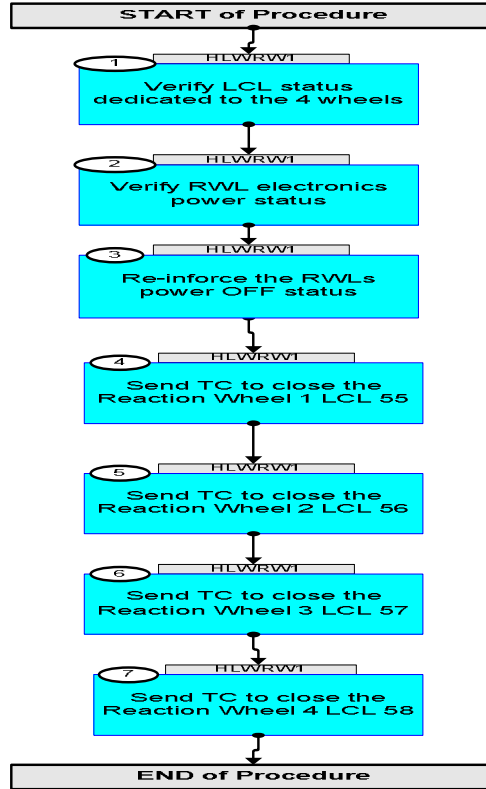 START of Procedure
HLWRW1
1
Verify LCL status
dedicated to the 4 wheels
HLWRW1
2
Verify RWL electronics
power status
HLWRW1
3
Re-inforce the RWLs
power OFF status
HLWRW1
4
Send TC to close the
Reaction Wheel 1 LCL 55
HLWRW1
5
Send TC to close the
Reaction Wheel 2 LCL 56
HLWRW1
6
Send TC to close the
Reaction Wheel 3 LCL 57
HLWRW1
7
Send TC to close the
Reaction Wheel 4 LCL 58
END of Procedure